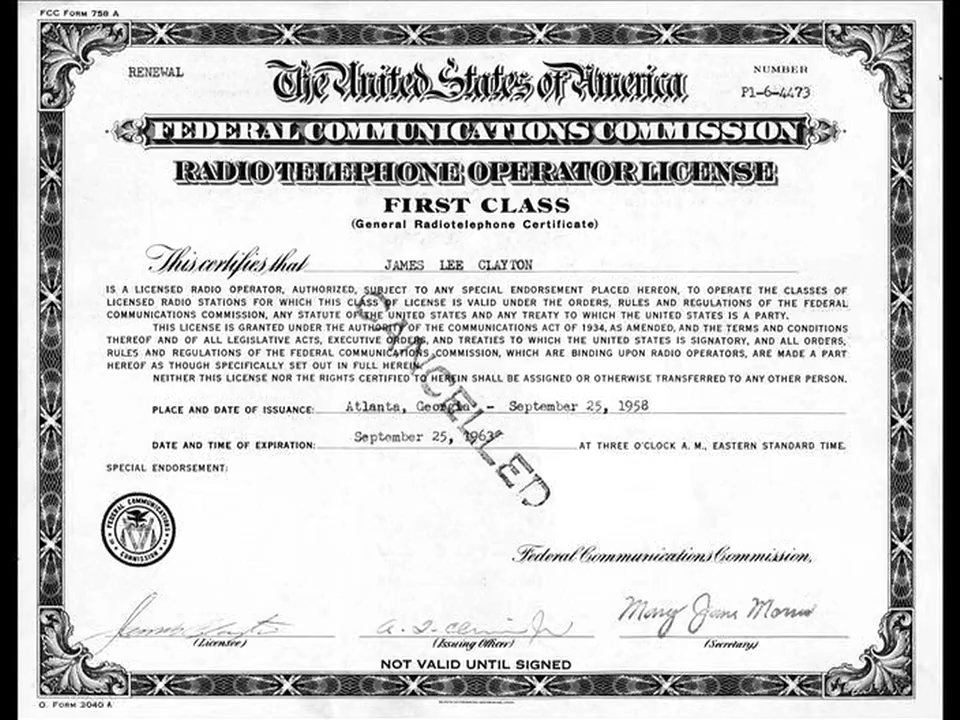 FCC FORM 758 A
RENEWAL
The United States of America
NUMBER
P1-6-4473
FEDERAL COMMUNICATIONS COMMISSION
RADIO TELEPHONE OPERATOR LICENSE
FIRST CLASS
(General Radiotelephone Certificate)
This certifies that JAMES LEE CLAYTON
IS A LICENSED RADIO OPERATOR, AUTHORIZED, SUBJECT TO ANY SPECIAL ENDORSEMENT PLACED HEREON, TO OPERATE THE CLASSES OF
LICENSED RADIO STATIONS FOR WHICH THIS CLASS OF LICENSE IS VALID UNDER THE ORDERS, RULES AND REGULATIONS OF THE FEDERAL
COMMUNICATIONS COMMISSION, ANY STATUTE OF THE UNITED STATES AND ANY TREATY TO WHICH THE UNITED STATES IS A PARTY.
THIS LICENSE IS GRANTED UNDER THE AUTHORITY OF THE COMMUNICATIONS ACT OF 1934, AS AMENDED, AND THE TERMS AND CONDITIONS
THEREOF AND OF ALL LEGISLATIVE ACTS, EXECUTIVE ORDERS, AND TREATIES TO WHICH THE UNITED STATES IS SIGNATORY, AND ALL ORDERS,
RULES AND REGULATIONS OF THE FEDERAL COMMUNICATIONS COMMISSION, WHICH ARE BINDING UPON RADIO OPERATORS, ARE MADE A PART
HEREOF AS THOUGH SPECIFICALLY SET OUT IN FULL HEREIN.
NEITHER THIS LICENSE NOR THE RIGHTS CERTIFIED TO HEREIN SHALL BE ASSIGNED OR OTHERWISE TRANSFERRED TO ANY OTHER PERSON.
CANCELLED
PLACE AND DATE OF ISSUANCE: Atlanta, Georgia - September 25, 1958
DATE AND TIME OF EXPIRATION: September 25, 1963 AT THREE O'CLOCK A. M., EASTERN STANDARD TIME.
SPECIAL ENDORSEMENT:
FEDERAL COMMUNICATIONS
COMMISSION
Federal Communications Commission,
Mary Jane Morris
(Licensee)
(Issuing Officer)
(Secretary)
NOT VALID UNTIL SIGNED
O. FORM 2040 A